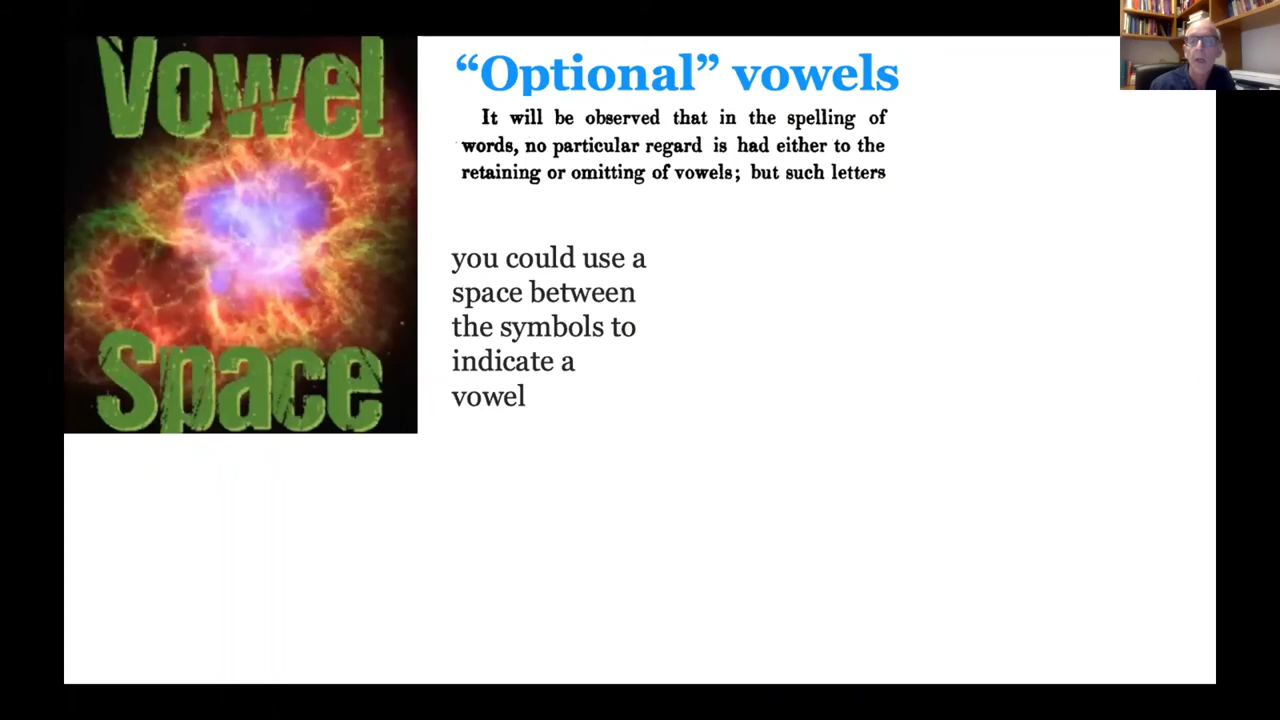 Vowel
Space
“Optional” vowels
It will be observed that in the spelling of
words, no particular regard is had either to the
retaining or omitting of vowels; but such letters
you could use a
space between
the symbols to
indicate a
vowel